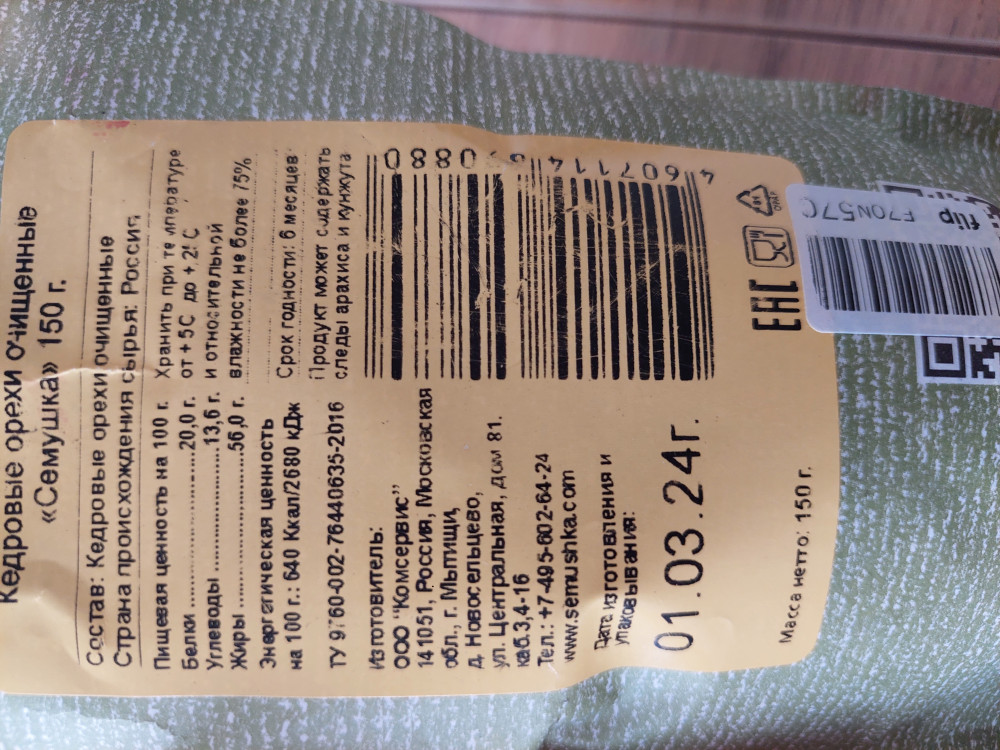 Кедровые орехи очищенные
«Семушка» 150 г.
Состав: Кедровые орехи очищенные
Страна происхождения сырья: Россия
Пищевая ценность на 100 г.
Белки ..................20,0 г.
Углеводы ..................13,6 г.
Жиры ..................56,0 г.
Энергетическая ценность
на 100 г.: 640 Ккал/2680 кДж
ТУ 9760-002-76440635-2016
Хранить при температуре
от + 5С до + 2 С
и относительной
влажности не более 75%
Срок годности: 6 месяцев
Продукт может содержать
следы арахиса и кунжута
Изготовитель:
ООО "Комсервис"
141051, Россия, Московская
обл., г. Мытищи,
д. Новосельцево,
ул. Центральная, дом 81.
каб.3,4-16
Тел.: +7-495-602-64-24
www.semushka.com
Дата изготовления и
упаковывания:
01.03.24г.
Масса нетто: 150 г.
ЕАС
flip F70N57C